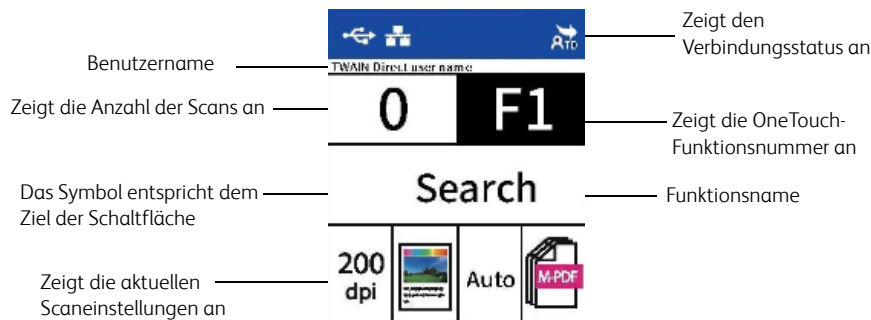 Zeigt den
Verbindungsstatus an
TD
Benutzername
TWAIN Direct user name
Zeigt die Anzahl der Scans an
0
F1
Zeigt die OneTouch-
Funktionsnummer an
Das Symbol entspricht dem
Ziel der Schaltfläche
Search
Funktionsname
Zeigt die aktuellen
Scaneinstellungen an
200
dpi
Auto
M-PDF